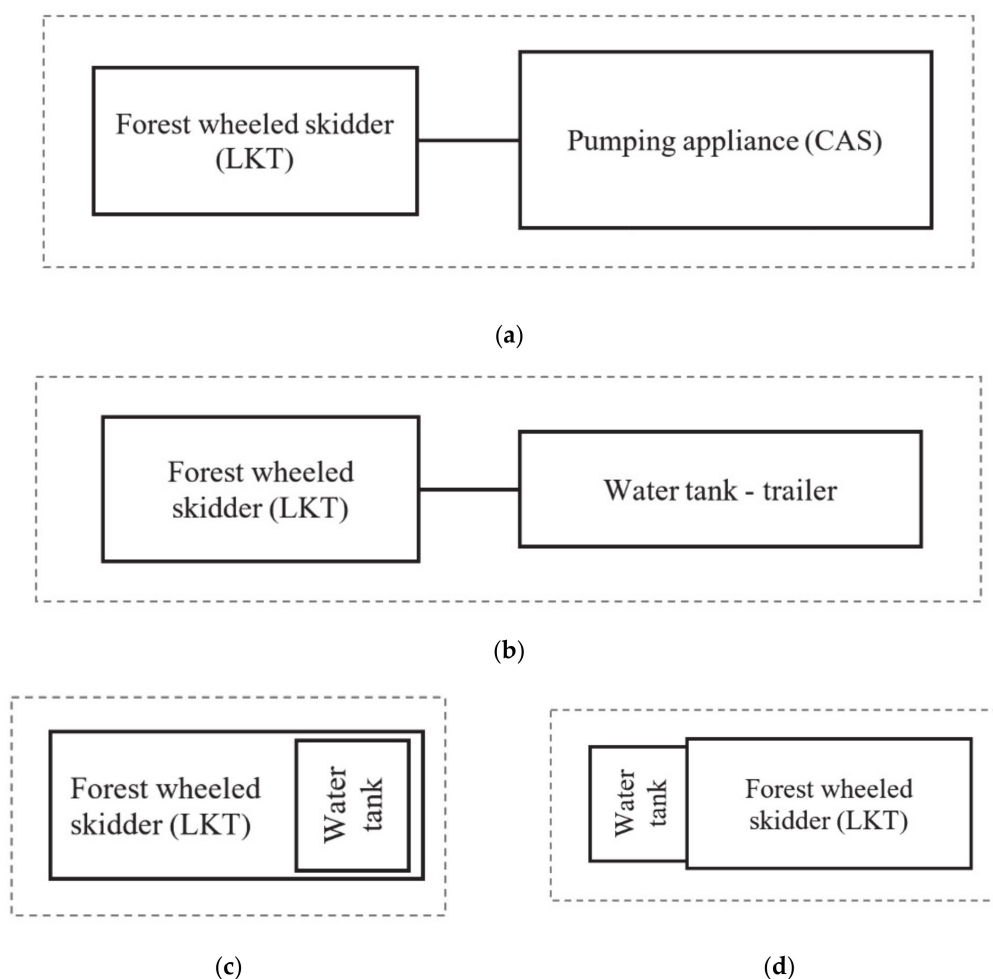 Forest wheeled skidder
(LKT)
Pumping appliance (CAS)
(a)
Forest wheeled
skidder (LKT)
Water tank - trailer
(b)
Forest wheeled
skidder (LKT)
Water
tank
(c)
Water
tank
Forest wheeled
skidder (LKT)
(d)